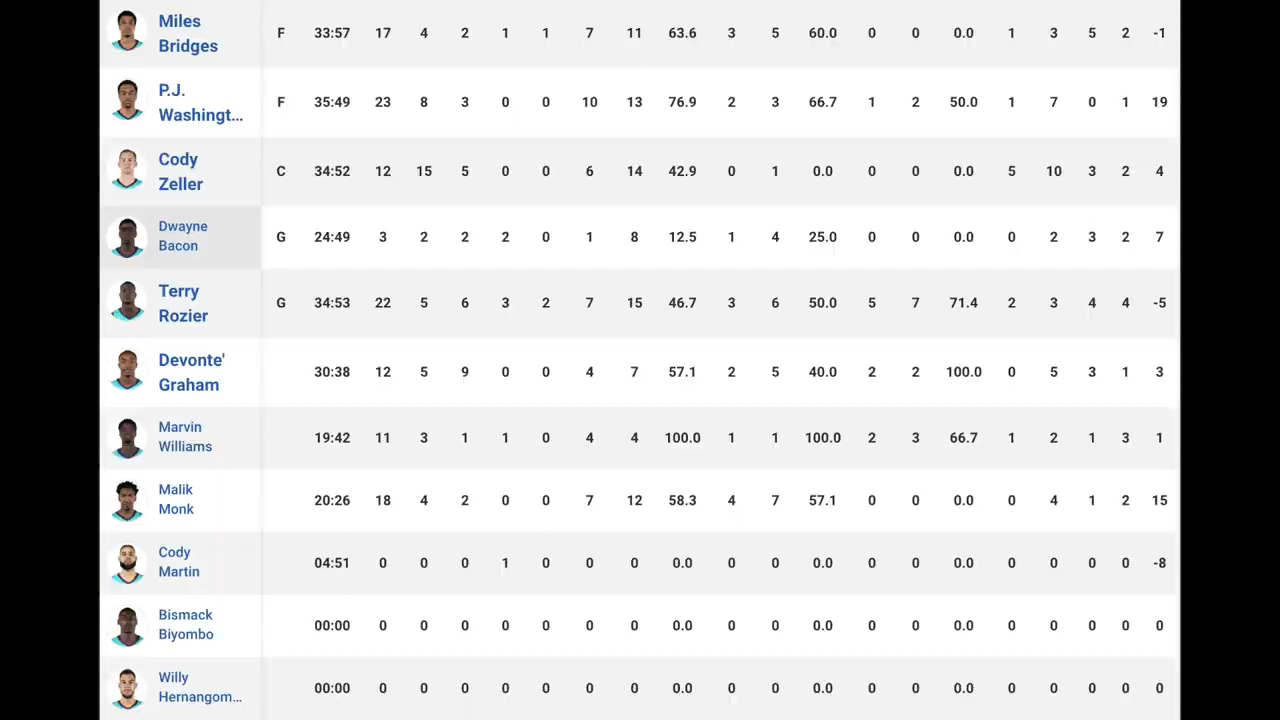 Miles Bridges F 33:57 17 4 2 1 1 7 11 63.6 3 5 60.0 0 0 0.0 1 3 5 2 -1
P.J. Washingt... F 35:49 23 8 3 0 0 10 13 76.9 2 3 66.7 1 2 50.0 1 7 0 1 19
Cody Zeller C 34:52 12 15 5 0 0 6 14 42.9 0 1 0.0 0 0 0.0 5 10 3 2 4
Dwayne Bacon G 24:49 3 2 2 2 0 1 8 12.5 1 4 25.0 0 0 0.0 0 2 3 2 7
Terry Rozier G 34:53 22 5 6 3 2 7 15 46.7 3 6 50.0 5 7 71.4 2 3 4 4 -5
Devonte' Graham 30:38 12 5 9 0 0 4 7 57.1 2 5 40.0 2 2 100.0 0 5 3 1 3
Marvin Williams 19:42 11 3 1 1 0 4 4 100.0 1 1 100.0 2 3 66.7 1 2 1 3 1
Malik Monk 20:26 18 4 2 0 0 7 12 58.3 4 7 57.1 0 0 0.0 0 4 1 2 15
Cody Martin 04:51 0 0 0 1 0 0 0 0.0 0 0 0.0 0 0 0.0 0 0 0 0 -8
Bismack Biyombo 00:00 0 0 0 0 0 0 0 0.0 0 0 0.0 0 0 0.0 0 0 0 0 0
Willy Hernangom... 00:00 0 0 0 0 0 0 0 0.0 0 0 0.0 0 0 0.0 0 0 0 0 0